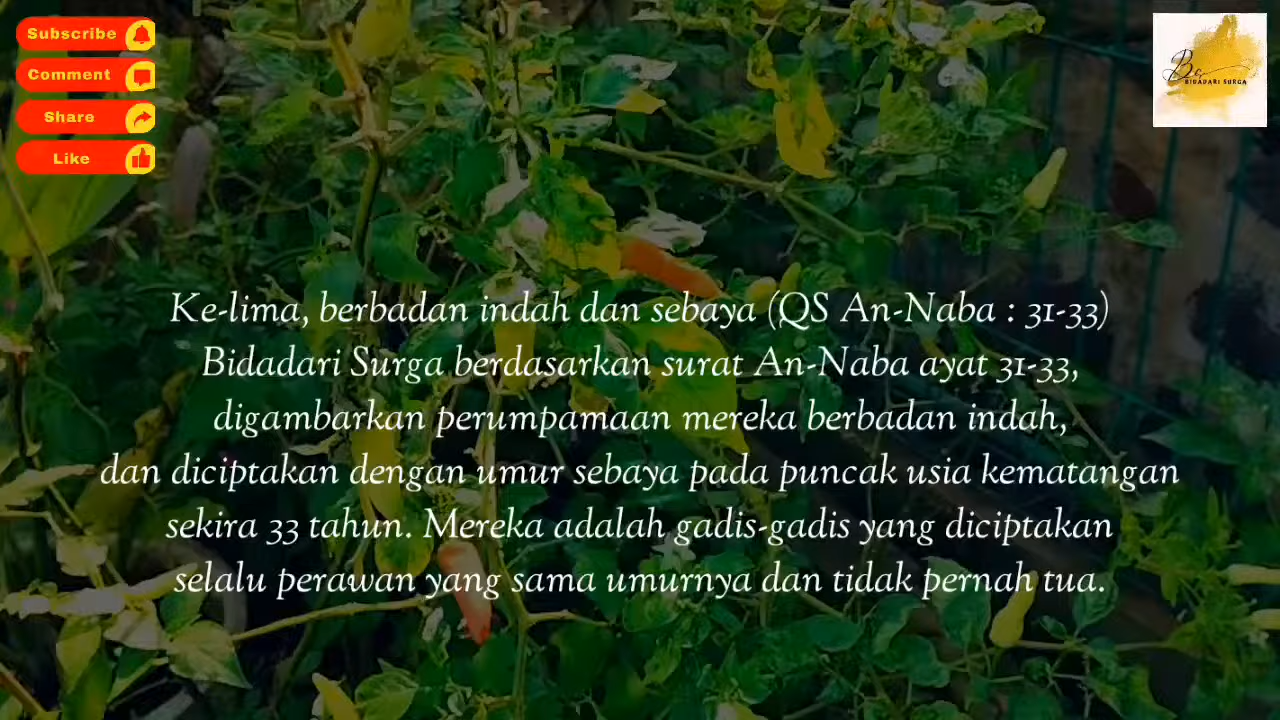 Subscribe
Comment
Share
Like
Bs
BIDADARI SURGA
Ke-lima, berbadan indah dan sebaya (QS An-Naba : 31-33)
Bidadari Surga berdasarkan surat An-Naba ayat 31-33,
digambarkan perumpamaan mereka berbadan indah,
dan diciptakan dengan umur sebaya pada puncak usia kematangan
sekira 33 tahun. Mereka adalah gadis-gadis yang diciptakan
selalu perawan yang sama umurnya dan tidak pernah tua.